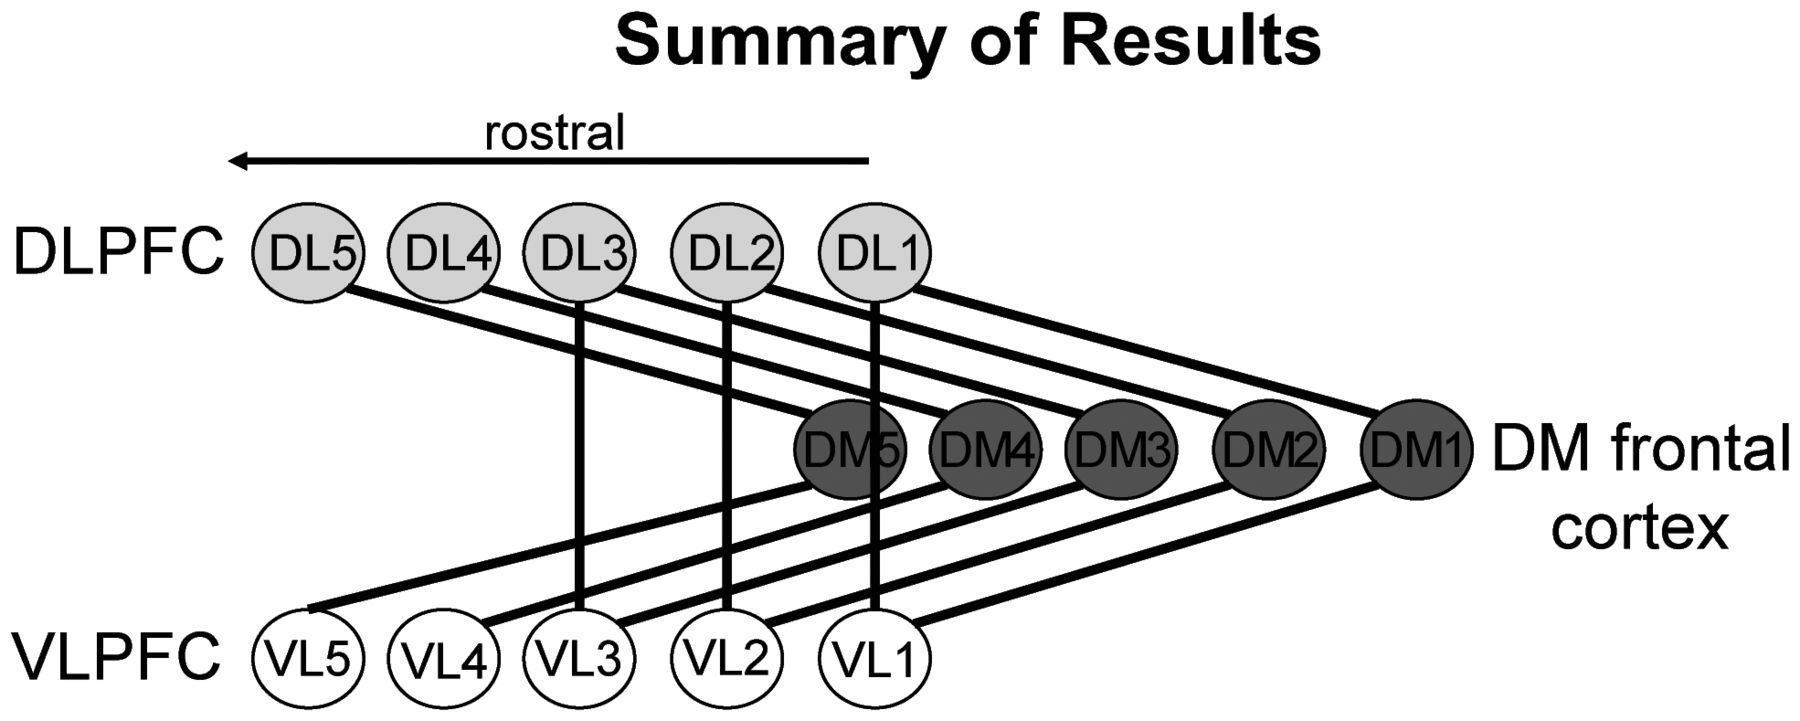 Summary of Results
rostral
DLPFC DL5 DL4 DL3 DL2 DL1
DM5 DM4 DM3 DM2 DM1 DM frontal
cortex
VLPFC VL5 VL4 VL3 VL2 VL1